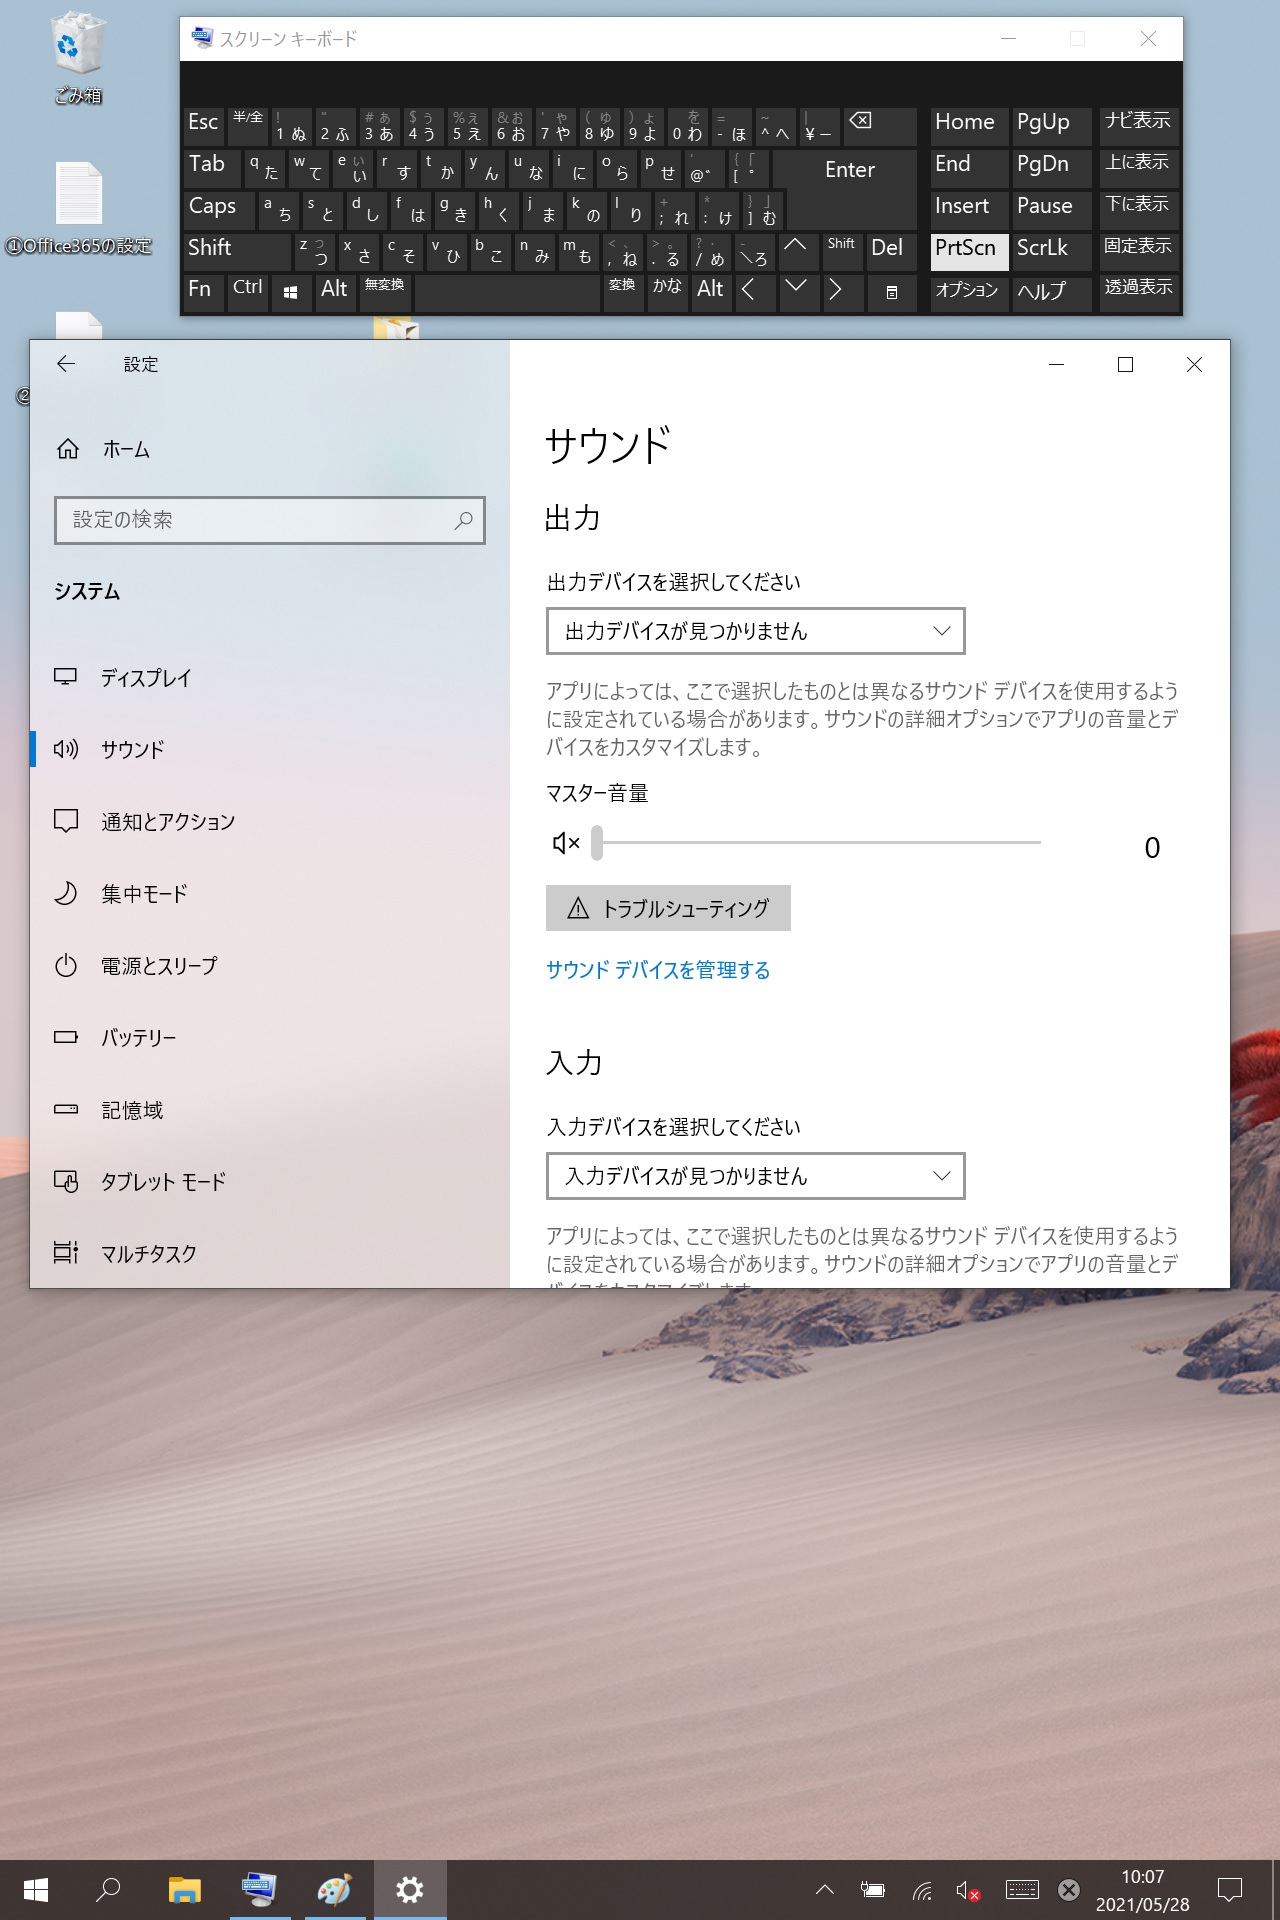 ごみ箱
①Office365の設定
②
スクリーン キーボード
Esc 半/全 ! 1 ぬ " 2 ふ # ぁ 3 あ $ ぅ 4 う % ぇ 5 え & ぉ 6 お ' ゃ 7 や ( ゅ 8 ゆ ) ょ 9 よ を 0 わ = - ほ ~ ^ へ | ¥ ー Home PgUp ナビ表示
Tab q た w て e ぃ い r す t か y ん u な i に o ら p せ ` @ ゛ { 「 [ ゜ Enter End PgDn 上に表示
Caps a ち s と d し f は g き h く j ま k の l り + ; れ * : け } 」 ] む Insert Pause 下に表示
Shift z っ つ x さ c そ v ひ b こ n み m も < 、 , ね > 。 . る ? ・ / め _ \ ろ Shift Del PrtScn ScrLk 固定表示
Fn Ctrl Alt 無変換 変換 かな Alt オプション ヘルプ 透過表示
設定
ホーム
設定の検索
システム
ディスプレイ
サウンド
通知とアクション
集中モード
電源とスリープ
バッテリー
記憶域
タブレット モード
マルチタスク
サウンド
出力
出力デバイスを選択してください
出力デバイスが見つかりません
アプリによっては、ここで選択したものとは異なるサウンド デバイスを使用するよう
に設定されている場合があります。サウンドの詳細オプションでアプリの音量とデ
バイスをカスタマイズします。
マスター音量
0
トラブルシューティング
サウンド デバイスを管理する
入力
入力デバイスを選択してください
入力デバイスが見つかりません
アプリによっては、ここで選択したものとは異なるサウンド デバイスを使用するよう
に設定されている場合があります。サウンドの詳細オプションでアプリの音量とデ
バイスをカスタマイズします
10:07
2021/05/28